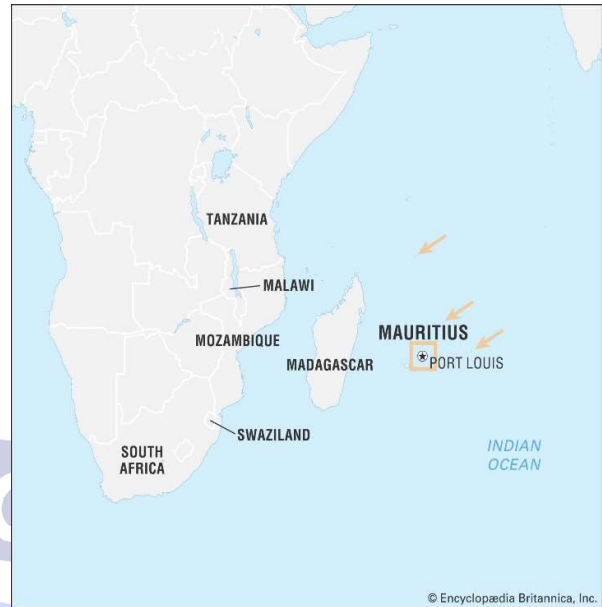 TANZANIA
MALAWI
MOZAMBIQUE
MAURITIUS
MADAGASCAR
PORT LOUIS
SWAZILAND
SOUTH
AFRICA
INDIAN
OCEAN
© Encyclopædia Britannica, Inc.